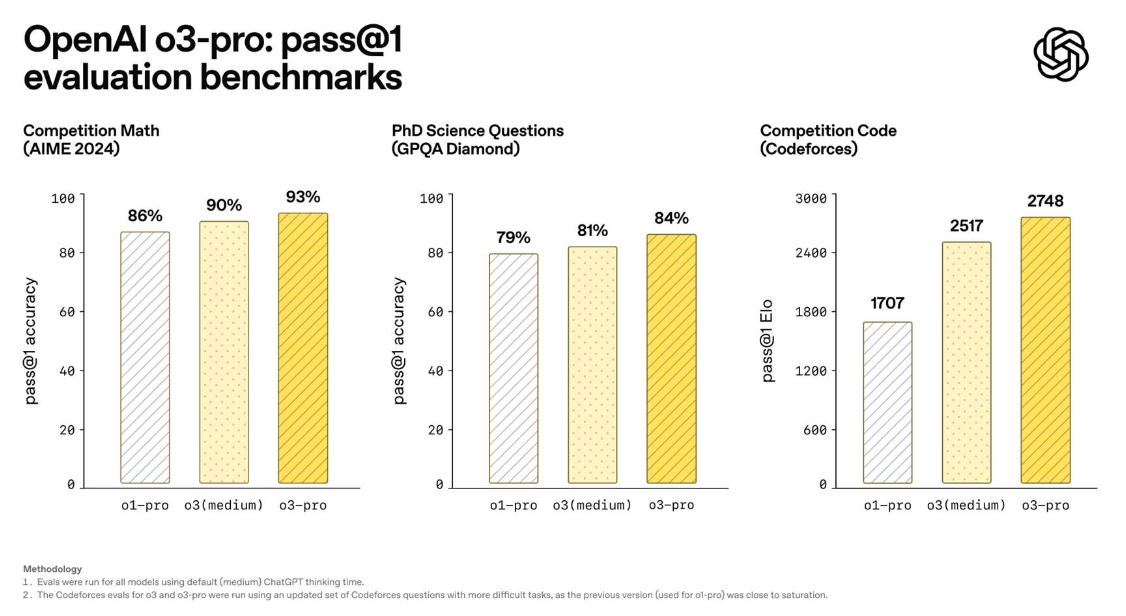 OpenAI o3-pro: pass@1
evaluation benchmarks
Competition Math
(AIME 2024)
pass@1 accuracy
100
80
60
40
20
0
86%
90%
93%
o1-pro
o3(medium)
o3-pro
PhD Science Questions
(GPQA Diamond)
pass@1 accuracy
100
80
60
40
20
0
79%
81%
84%
o1-pro
o3(medium)
o3-pro
Competition Code
(Codeforces)
pass@1 Elo
3000
2400
1800
1200
600
0
1707
2517
2748
o1-pro
o3(medium)
o3-pro
Methodology
1. Evals were run for all models using default (medium) ChatGPT thinking time.
2. The Codeforces evals for o3 and o3-pro were run using an updated set of Codeforces questions with more difficult tasks, as the previous version (used for o1-pro) was close to saturation.